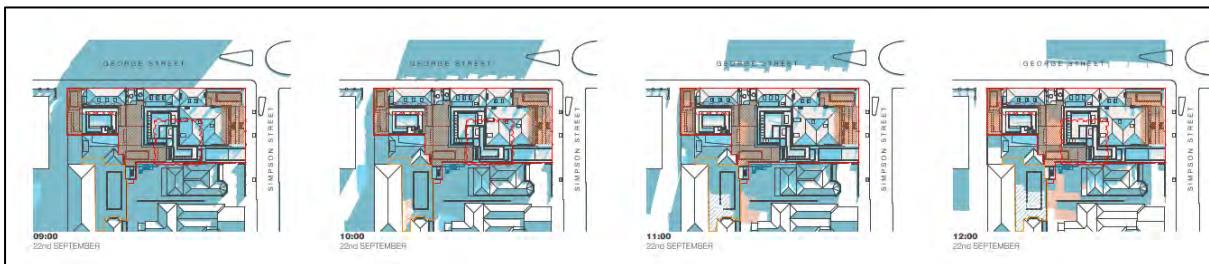 GEORGE STREET
SIMPSON STREET
09:00
22nd SEPTEMBER
GEORGE STREET
SIMPSON STREET
10:00
22nd SEPTEMBER
GEORGE STREET
SIMPSON STREET
11:00
22nd SEPTEMBER
GEORGE STREET
SIMPSON STREET
12:00
22nd SEPTEMBER